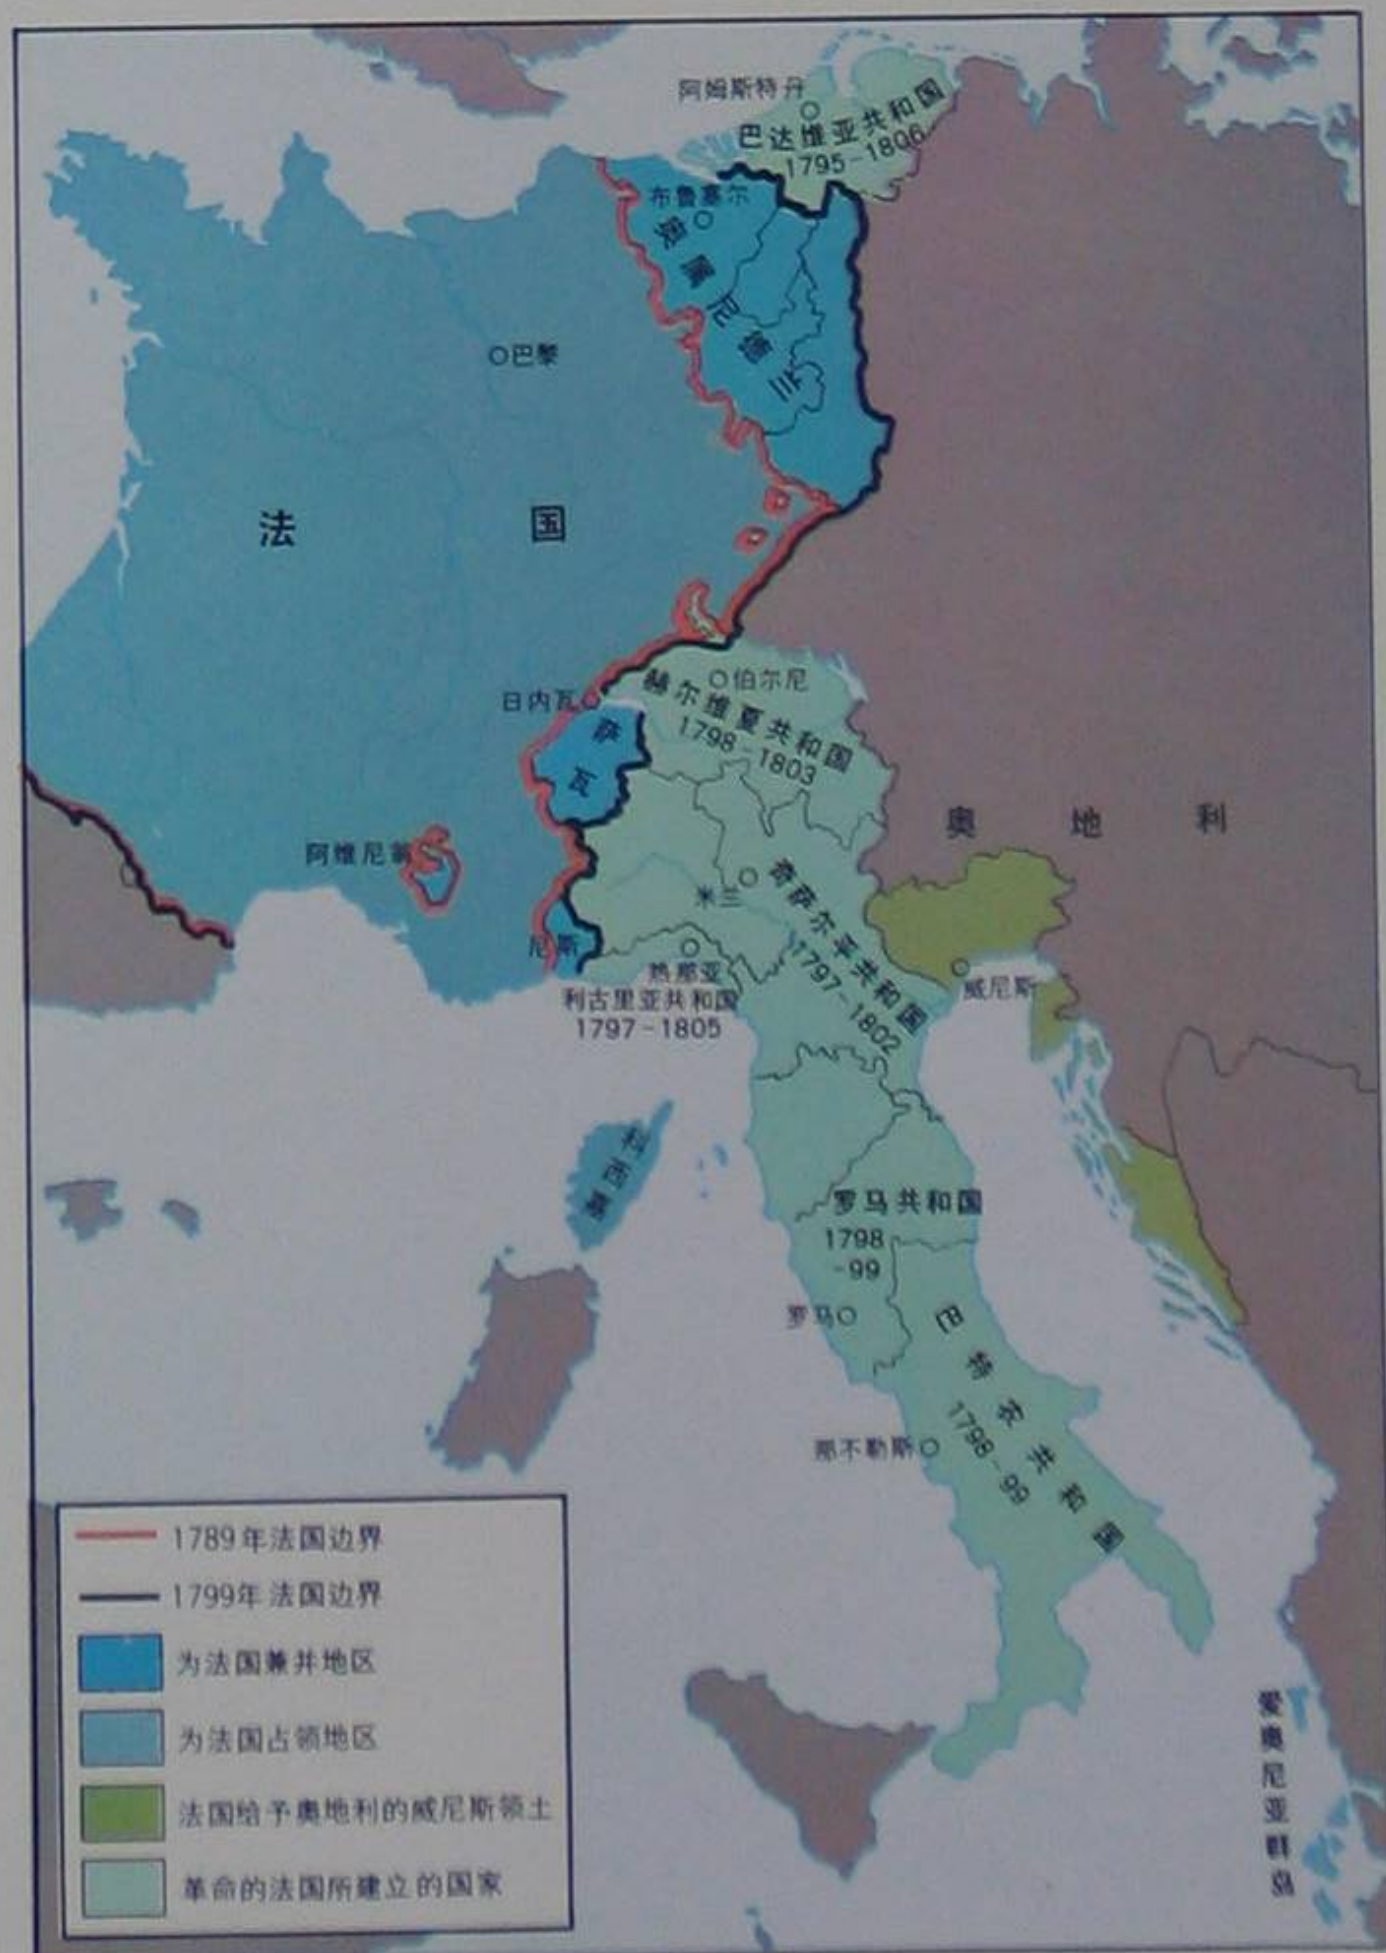 阿姆斯特丹
巴达维亚共和国
1795-1806
布鲁塞尔
奥属尼德兰
巴黎
法国
伯尔尼
赫尔维夏共和国
1798-1803
日内瓦
萨瓦
奥地利
阿维尼翁
米兰
奇萨尔平共和国
1797-1802
尼斯
热那亚
利古里亚共和国
1797-1805
威尼斯
科西嘉
罗马共和国
1798
-99
罗马
巴特农共和国
1798-99
那不勒斯
爱奥尼亚群岛
1789年法国边界
1799年法国边界
为法国兼并地区
为法国占领地区
法国给予奥地利的威尼斯领土
革命的法国所建立的国家